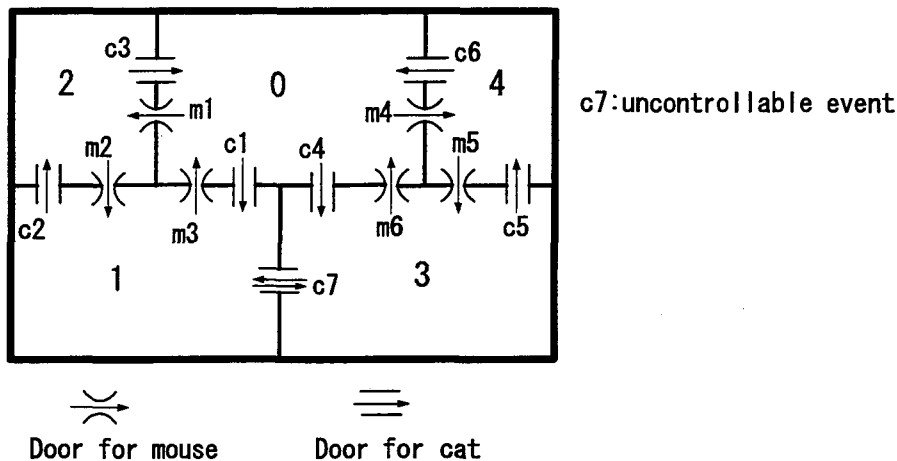 c3
c6
2
0
4
c7:uncontrollable event
m1
m4
m2
c1
c4
m5
c2
m3
m6
c5
1
c7
3
Door for mouse
Door for cat